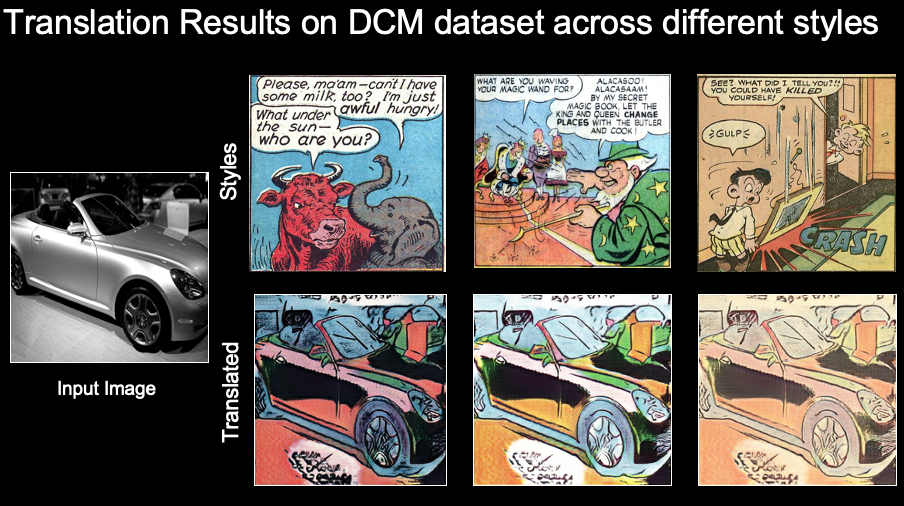 Translation Results on DCM dataset across different styles
Styles
Please, ma'am—can't I have
some milk, too? I'm just
awful hungry!
What under
the sun—
who are you?
WHAT ARE YOU WAVING
YOUR MAGIC WAND FOR?
ALACAGOO!
ALACASAAM!
BY MY SECRET
MAGIC BOOK, LET THE
KING AND QUEEN CHANGE
PLACES WITH THE BUTLER
AND COOK!
SEE? WHAT DID I TELL YOU?!!
YOU COULD HAVE KILLED
YOURSELF!
GULP
CRASH
Input Image
Translated